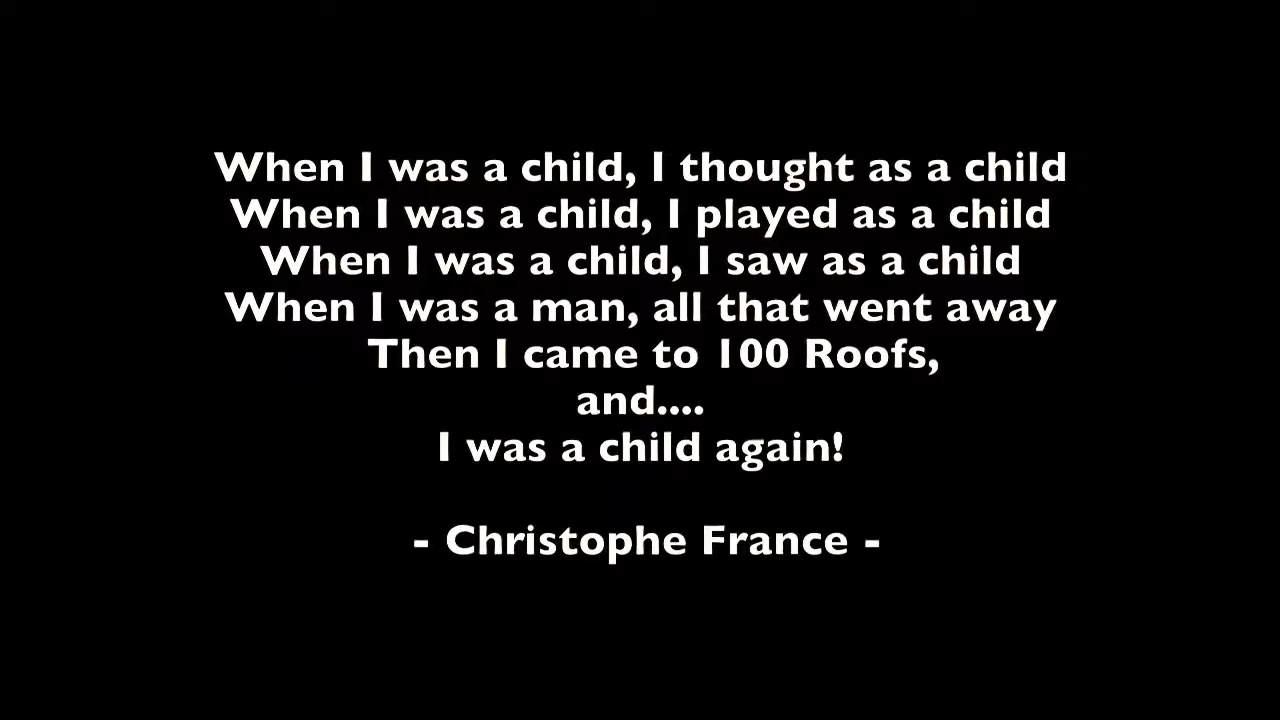 When I was a child, I thought as a child
When I was a child, I played as a child
When I was a child, I saw as a child
When I was a man, all that went away
Then I came to 100 Roofs,
and....
I was a child again!
- Christophe France -